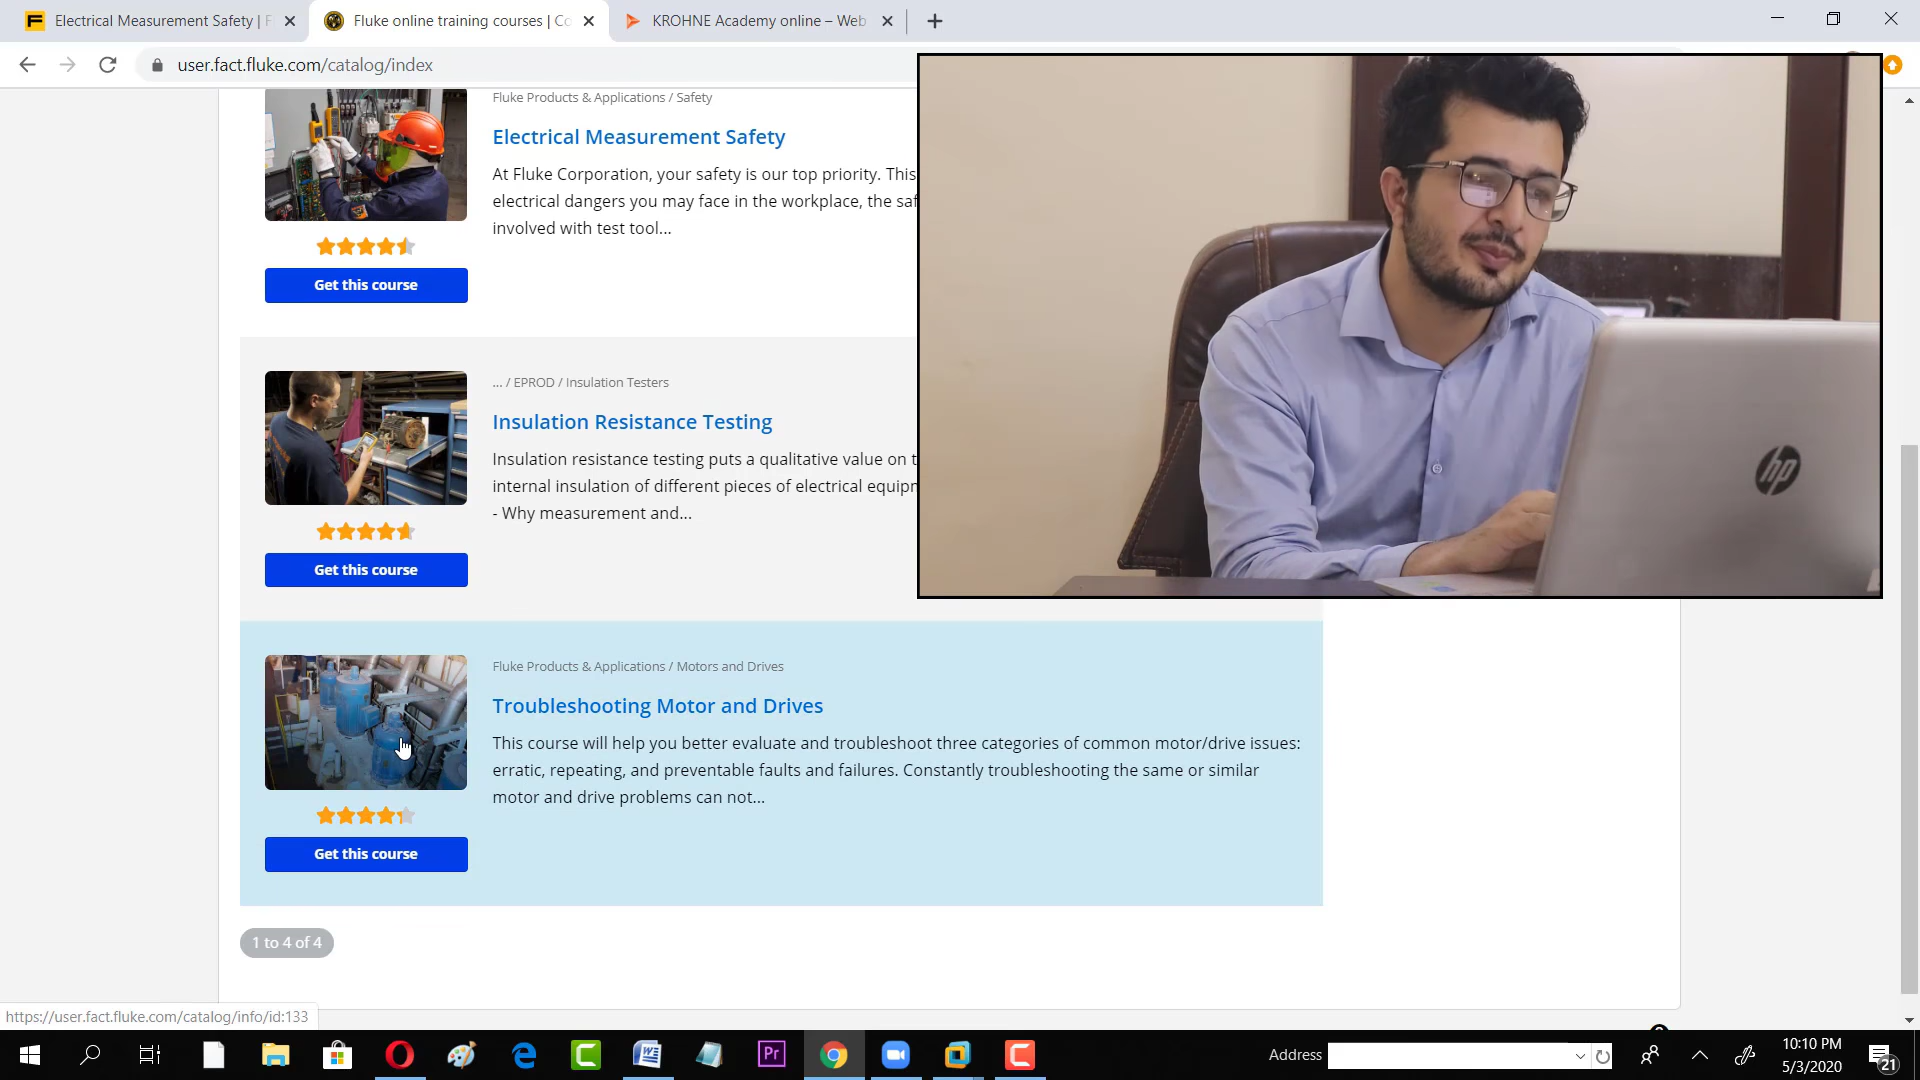 Electrical Measurement Safety | F
Fluke online training courses | Co
KROHNE Academy online – Web
user.fact.fluke.com/catalog/index
Fluke Products & Applications / Safety
Electrical Measurement Safety
At Fluke Corporation, your safety is our top priority. This
electrical dangers you may face in the workplace, the saf
involved with test tool...
Get this course
... / EPROD / Insulation Testers
Insulation Resistance Testing
Insulation resistance testing puts a qualitative value on t
internal insulation of different pieces of electrical equipm
- Why measurement and...
Get this course
hp
Fluke Products & Applications / Motors and Drives
Troubleshooting Motor and Drives
This course will help you better evaluate and troubleshoot three categories of common motor/drive issues:
erratic, repeating, and preventable faults and failures. Constantly troubleshooting the same or similar
motor and drive problems can not...
Get this course
1 to 4 of 4
https://user.fact.fluke.com/catalog/info/id:133
Pr
Address
10:10 PM
5/3/2020
21